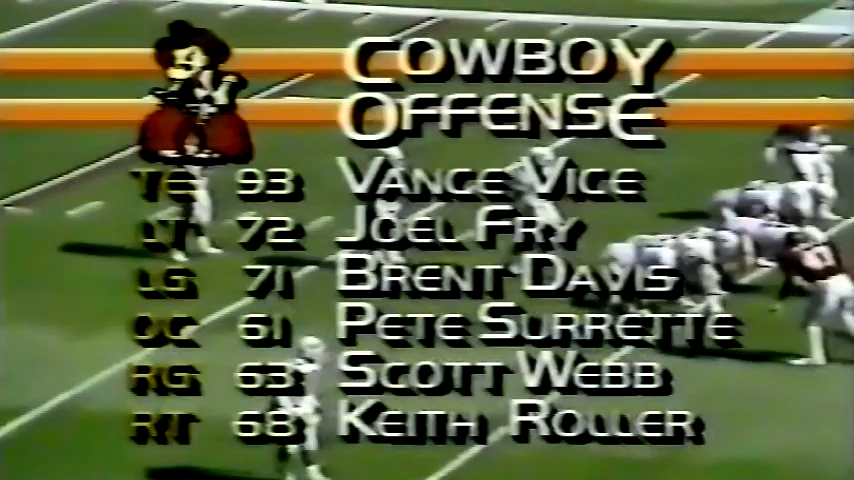 COWBOY
OFFENSE
TE 93 VANCE VICE
LT 72 JOEL FRY
LG 71 BRENT DAVIS
OC 61 PETE SURRETTE
RG 63 SCOTT WEBB
RT 68 KEITH ROLLER